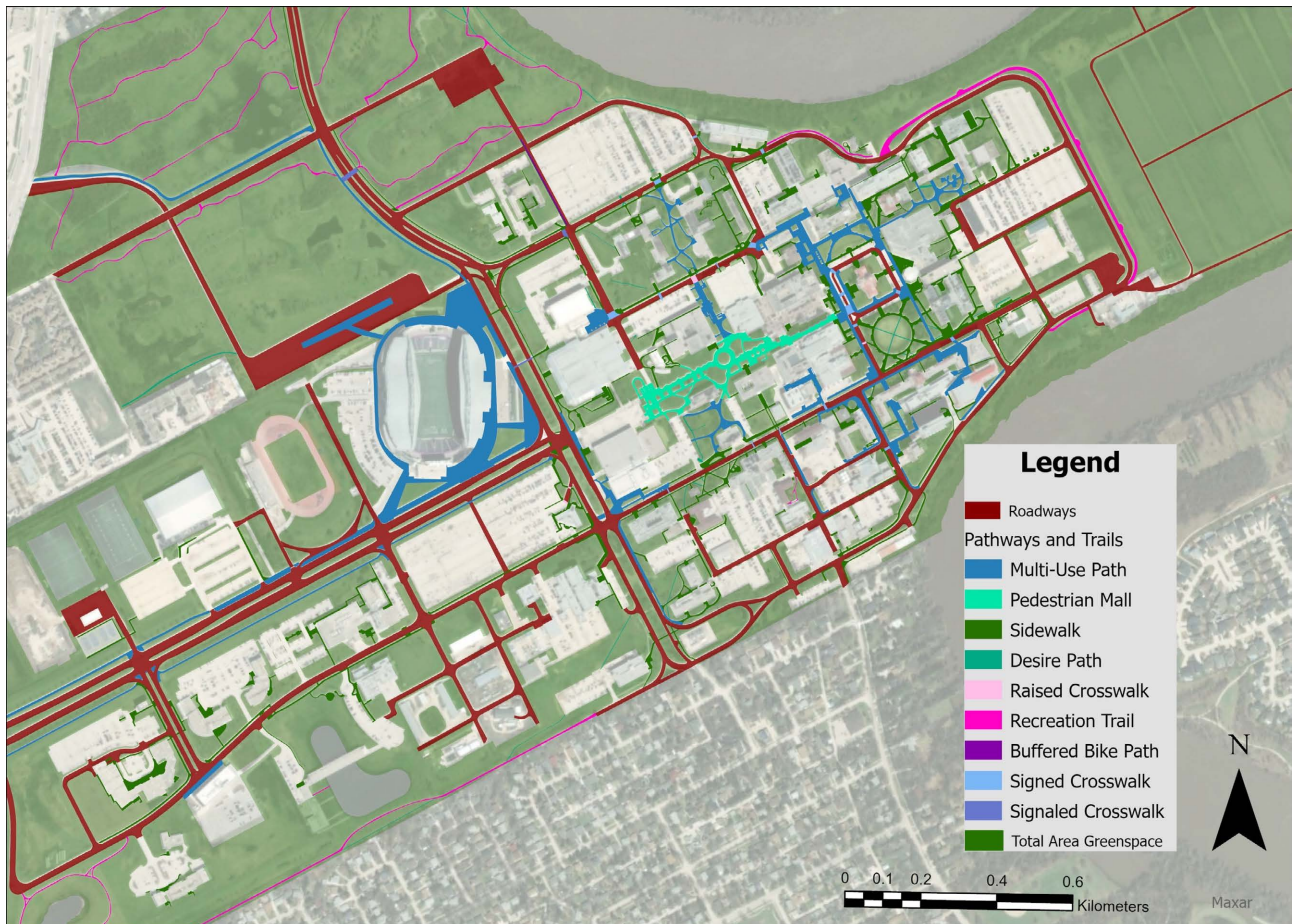 Legend
Roadways
Pathways and Trails
Multi-Use Path
Pedestrian Mall
Sidewalk
Desire Path
Raised Crosswalk
Recreation Trail
Buffered Bike Path
Signed Crosswalk
Signaled Crosswalk
Total Area Greenspace
N
0 0.1 0.2 0.4 0.6
Kilometers
Maxar